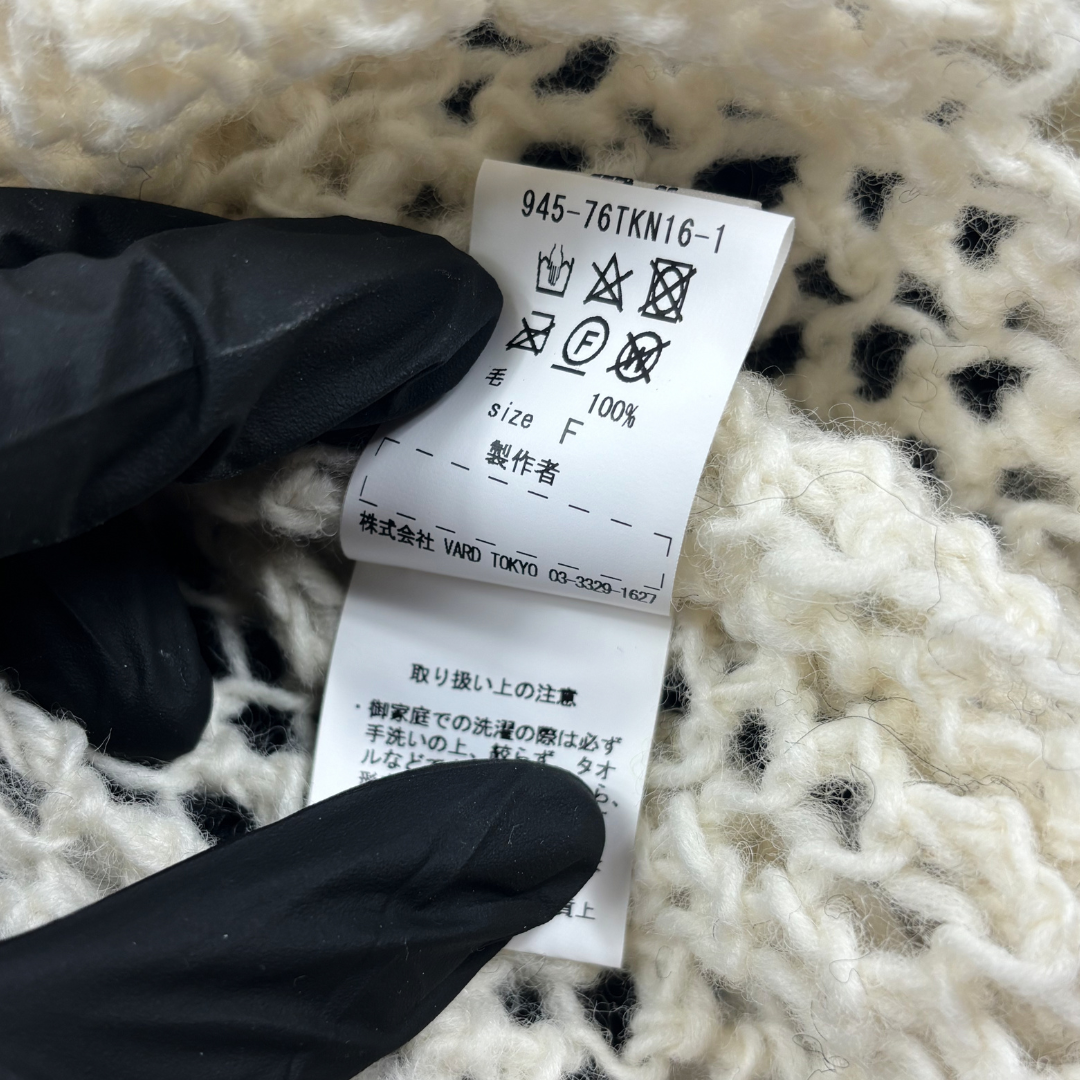 945-76TKN16-1
F
毛 100%
size F
製作者
株式会社 VARD TOKYO 03-3329-1627
取り扱い上の注意
・御家庭での洗濯の際は必ず
手洗いの上、絞らず、タオ
ルなどで
ら、
上